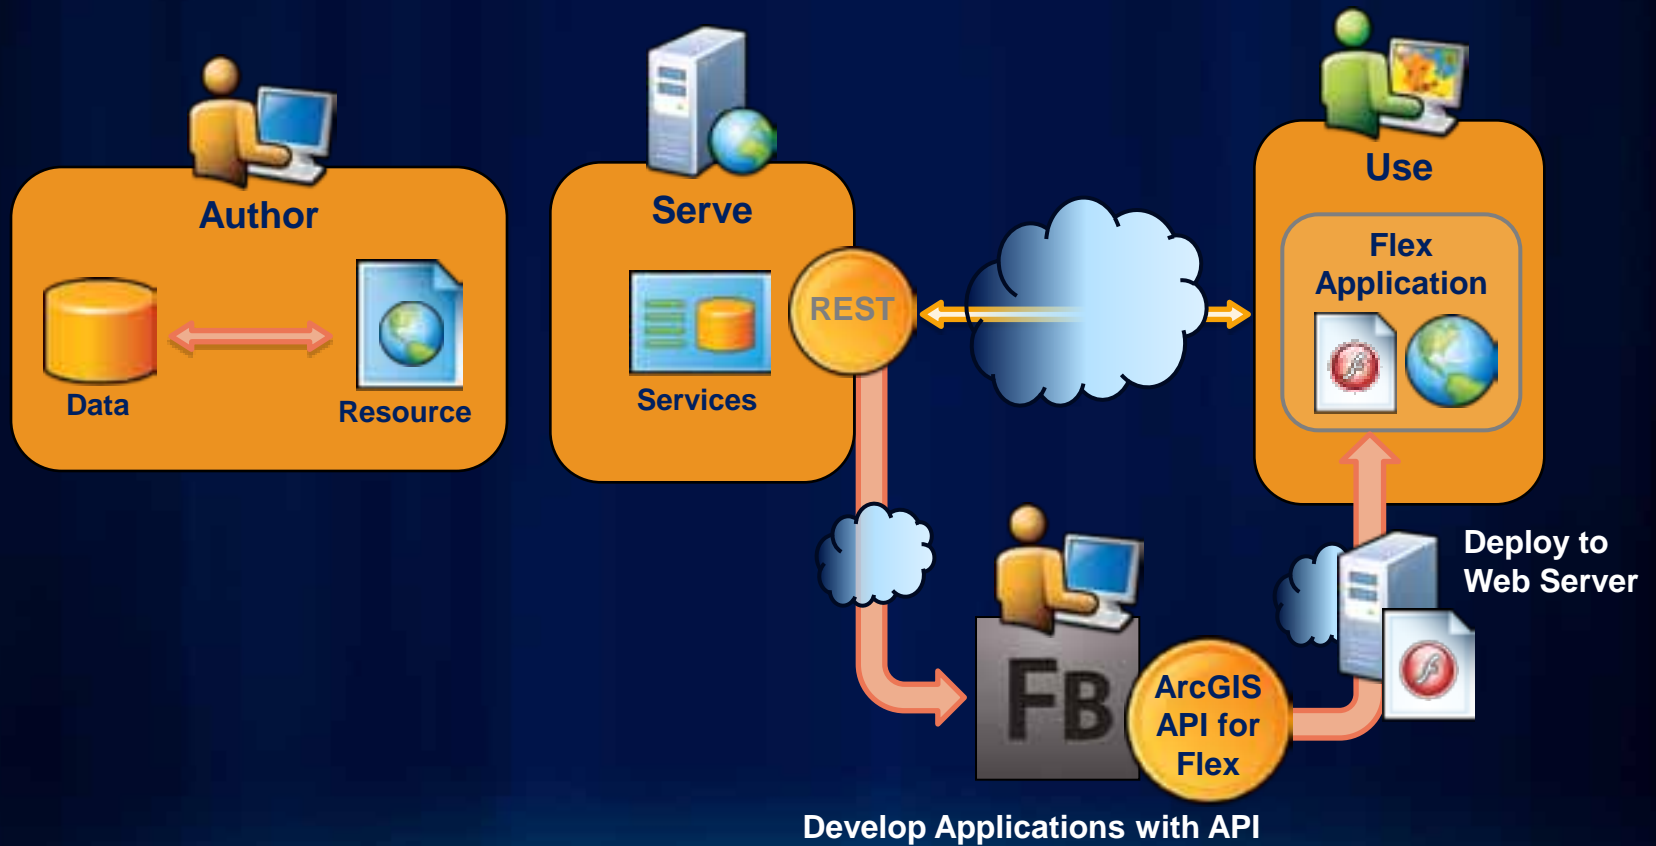 Author
Data
Resource
Serve
Services
REST
Use
Flex
Application
Deploy to
Web Server
FB
ArcGIS
API for
Flex
Develop Applications with API